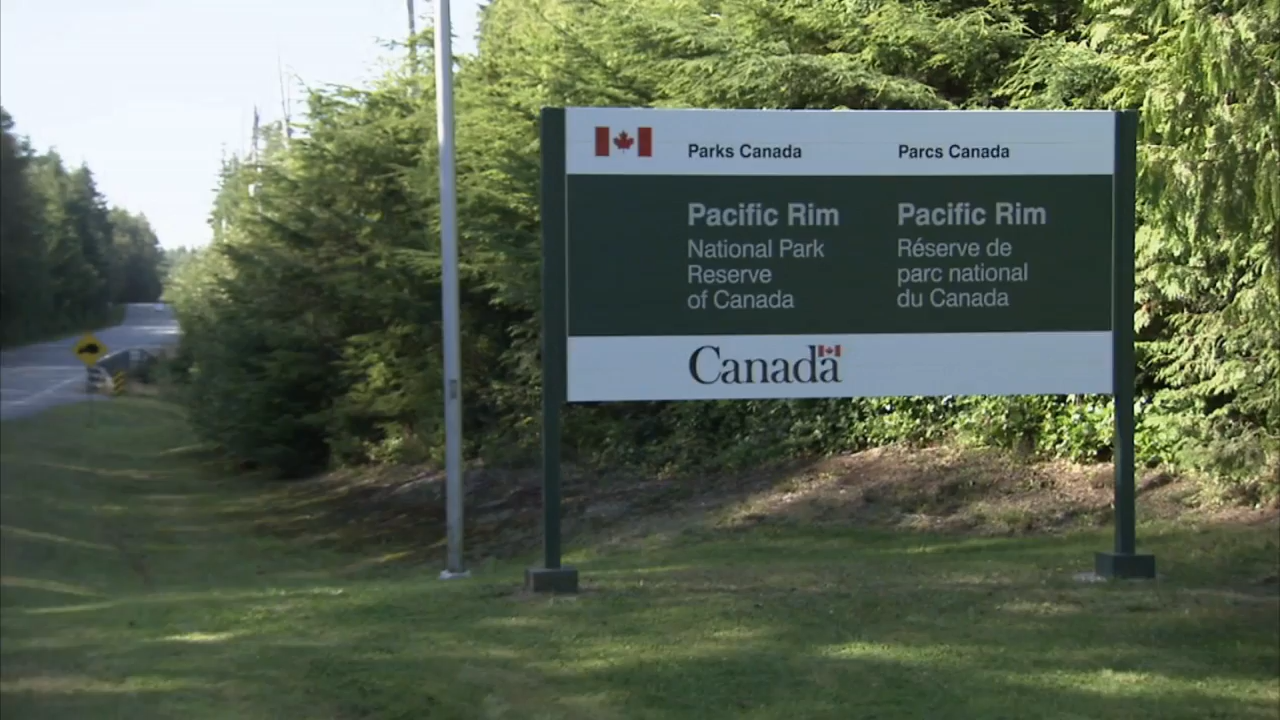 Parks Canada
Parcs Canada
Pacific Rim
National Park
Reserve
of Canada
Pacific Rim
Réserve de
parc national
du Canada
Canada